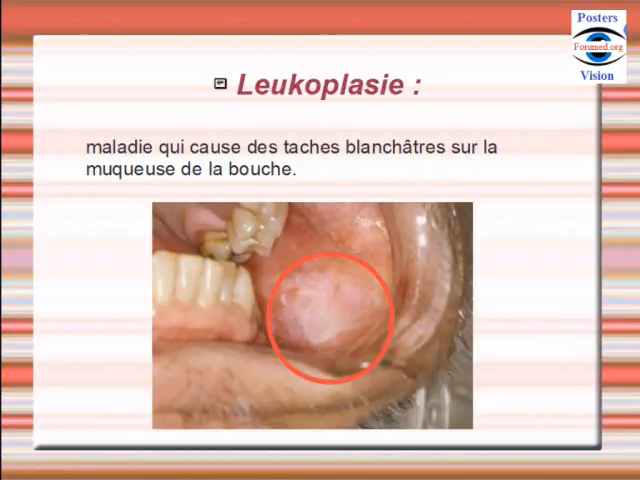 Posters
Forumed.org
Vision
Leukoplasie :
maladie qui cause des taches blanchâtres sur la
muqueuse de la bouche.